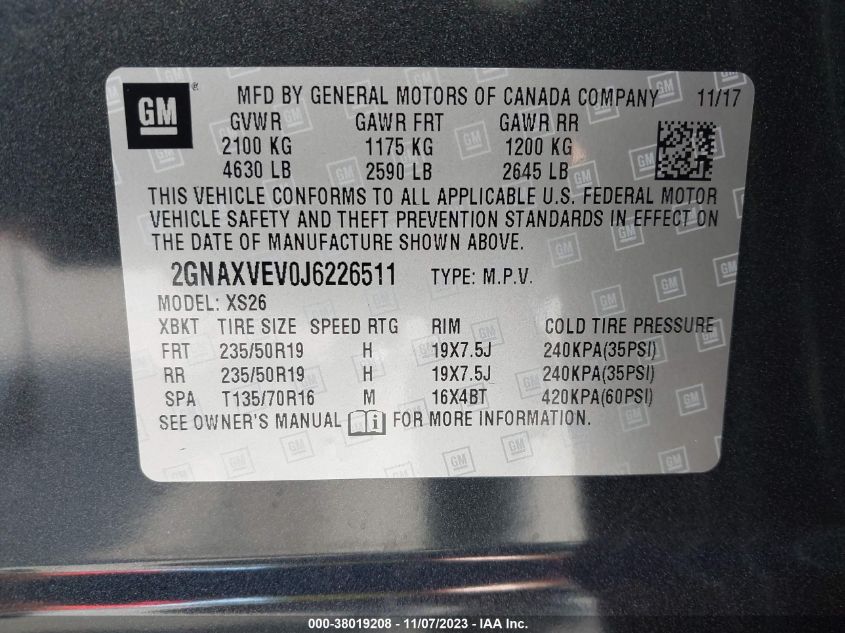 GM ® MFD BY GENERAL MOTORS OF CANADA COMPANY 11/17
GVWR GAWR FRT GAWR RR
2100 KG 1175 KG 1200 KG
4630 LB 2590 LB 2645 LB
THIS VEHICLE CONFORMS TO ALL APPLICABLE U.S. FEDERAL MOTOR
VEHICLE SAFETY AND THEFT PREVENTION STANDARDS IN EFFECT ON
THE DATE OF MANUFACTURE SHOWN ABOVE.
2GNAXVEV0J6226511 TYPE: M.P.V.
MODEL: XS26
XBKT TIRE SIZE SPEED RTG RIM COLD TIRE PRESSURE
FRT 235/50R19 H 19X7.5J 240KPA(35PSI)
RR 235/50R19 H 19X7.5J 240KPA(35PSI)
SPA T135/70R16 M 16X4BT 420KPA(60PSI)
SEE OWNER'S MANUAL i FOR MORE INFORMATION.
000-38019208 - 11/07/2023 - IAA Inc.